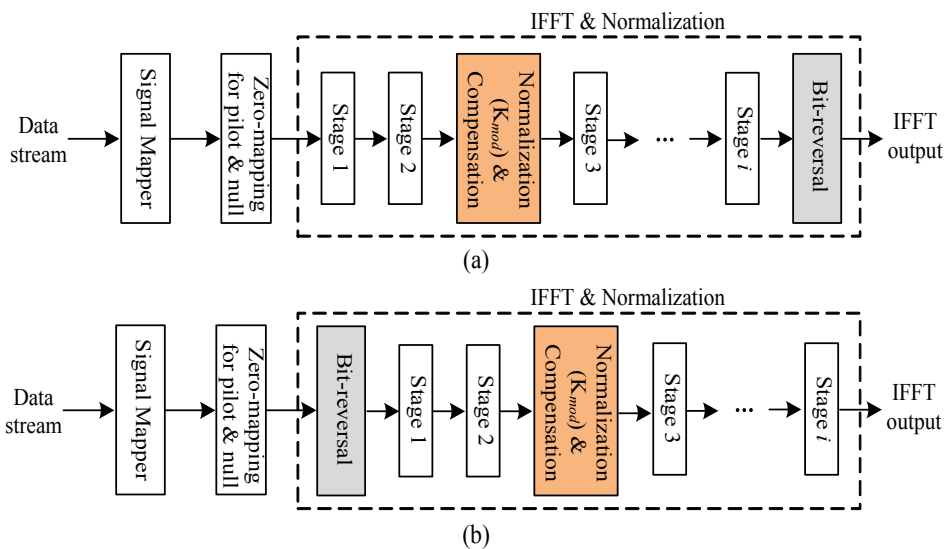 IFFT & Normalization
Data
stream
Signal Mapper
Zero-mapping
for pilot & null
Stage 1
Stage 2
Normalization
(Kmod) &
Compensation
Stage 3
...
Stage i
Bit-reversal
IFFT
output
(a)
IFFT & Normalization
Data
stream
Signal Mapper
Zero-mapping
for pilot & null
Bit-reversal
Stage 1
Stage 2
Normalization
(Kmod) &
Compensation
Stage 3
...
Stage i
IFFT
output
(b)